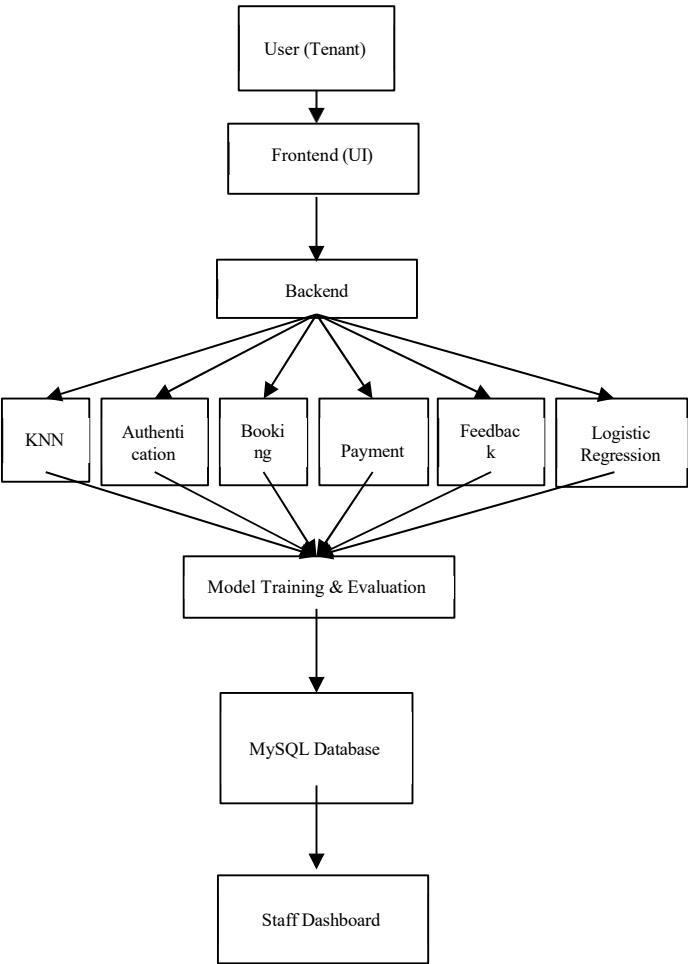 User (Tenant)
Frontend (UI)
Backend
KNN
Authenti
cation
Booki
ng
Payment
Feedbac
k
Logistic
Regression
Model Training & Evaluation
MySQL Database
Staff Dashboard